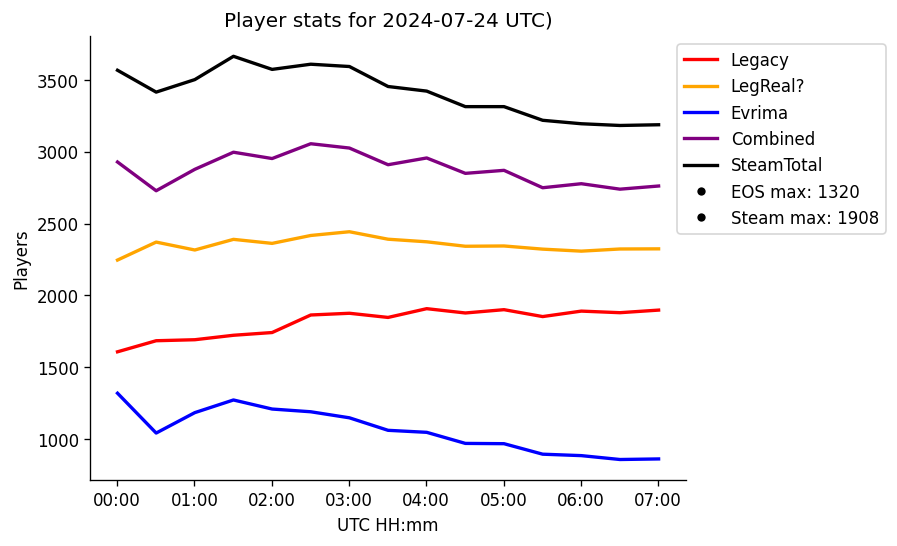 Player stats for 2024-07-24 UTC)
Players
3500
3000
2500
2000
1500
1000
00:00 01:00 02:00 03:00 04:00 05:00 06:00 07:00
UTC HH:mm
Legacy
LegReal?
Evrima
Combined
SteamTotal
EOS max: 1320
Steam max: 1908